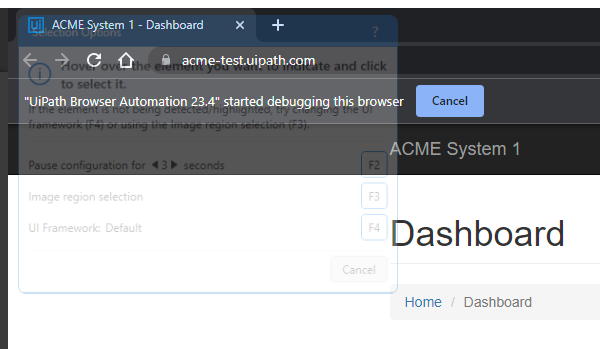 Ui ACME System 1 - Dashboard × +
Selection Options ?
acme-test.uipath.com
Hover over the element you want to indicate and click
to select it.
"UiPath Browser Automation 23.4" started debugging this browser Cancel
If the element is not being detected/highlighted, try changing the UI
framework (F4) or using the Image region selection (F3).
ACME System 1
Pause configuration for 3 seconds F2
Image region selection F3
UI Framework: Default F4
Dashboard
Cancel
Home / Dashboard